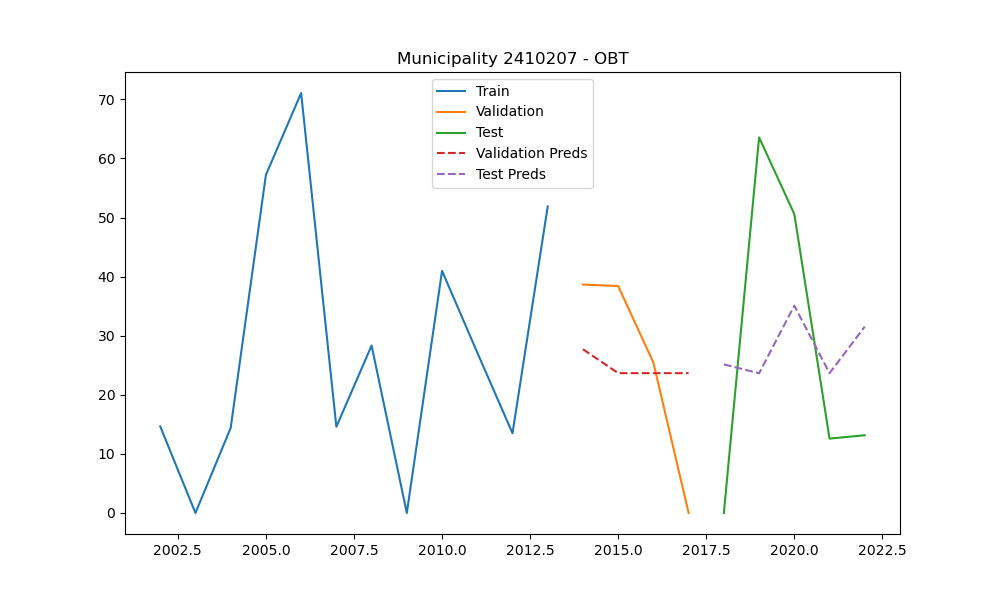 Municipality 2410207 - OBT
Train
Validation
Test
Validation Preds
Test Preds
70
60
50
40
30
20
10
0
2002.5 2005.0 2007.5 2010.0 2012.5 2015.0 2017.5 2020.0 2022.5